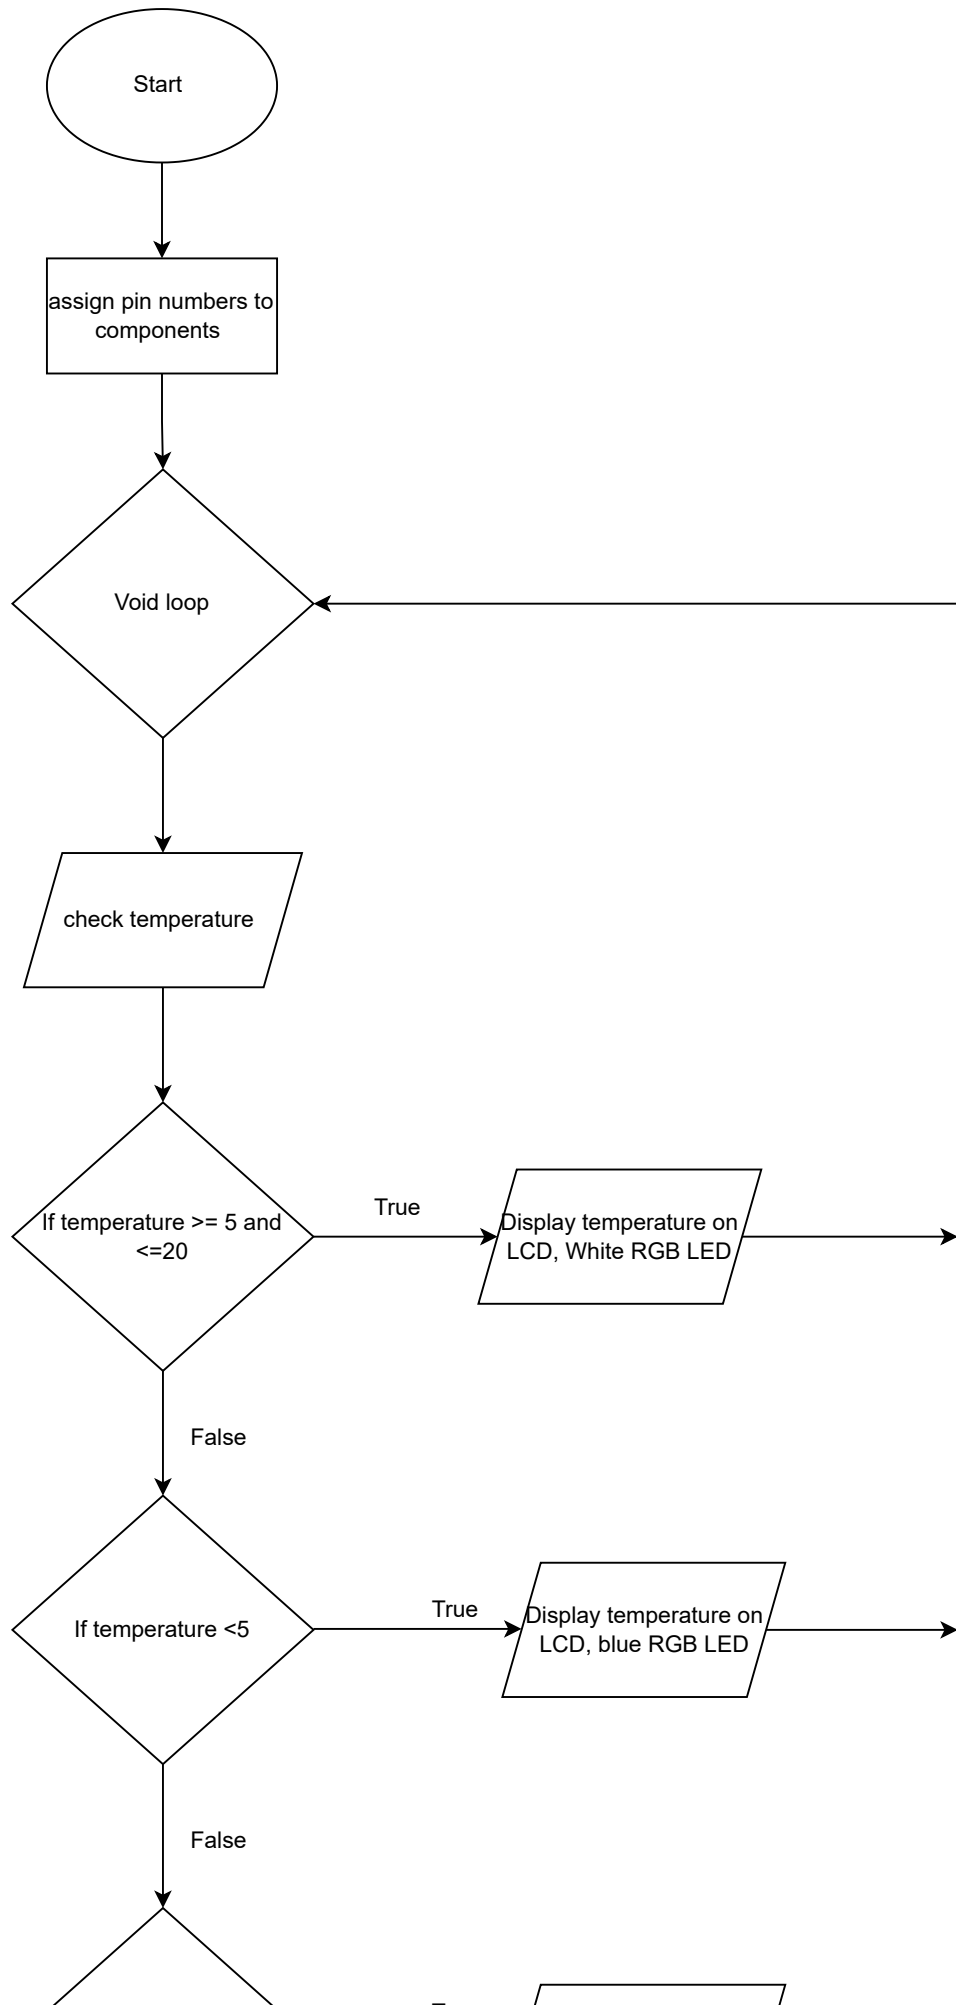 Start
assign pin numbers to
components
Void loop
check temperature
If temperature >= 5 and
<=20
True
Display temperature on
LCD, White RGB LED
False
If temperature <5
True
Display temperature on
LCD, blue RGB LED
False